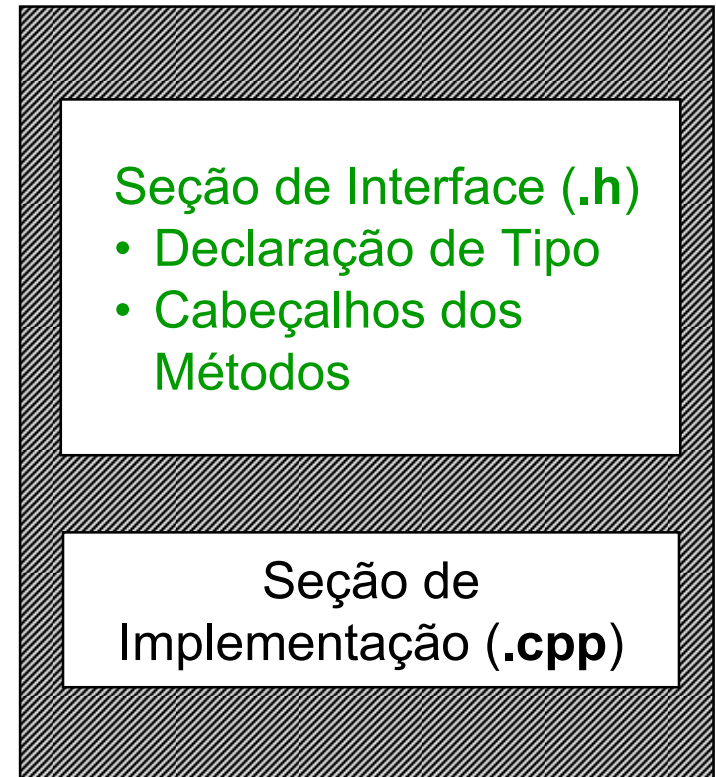 Seção de Interface (.h)
• Declaração de Tipo
• Cabeçalhos dos
Métodos
Seção de
Implementação (.cpp)